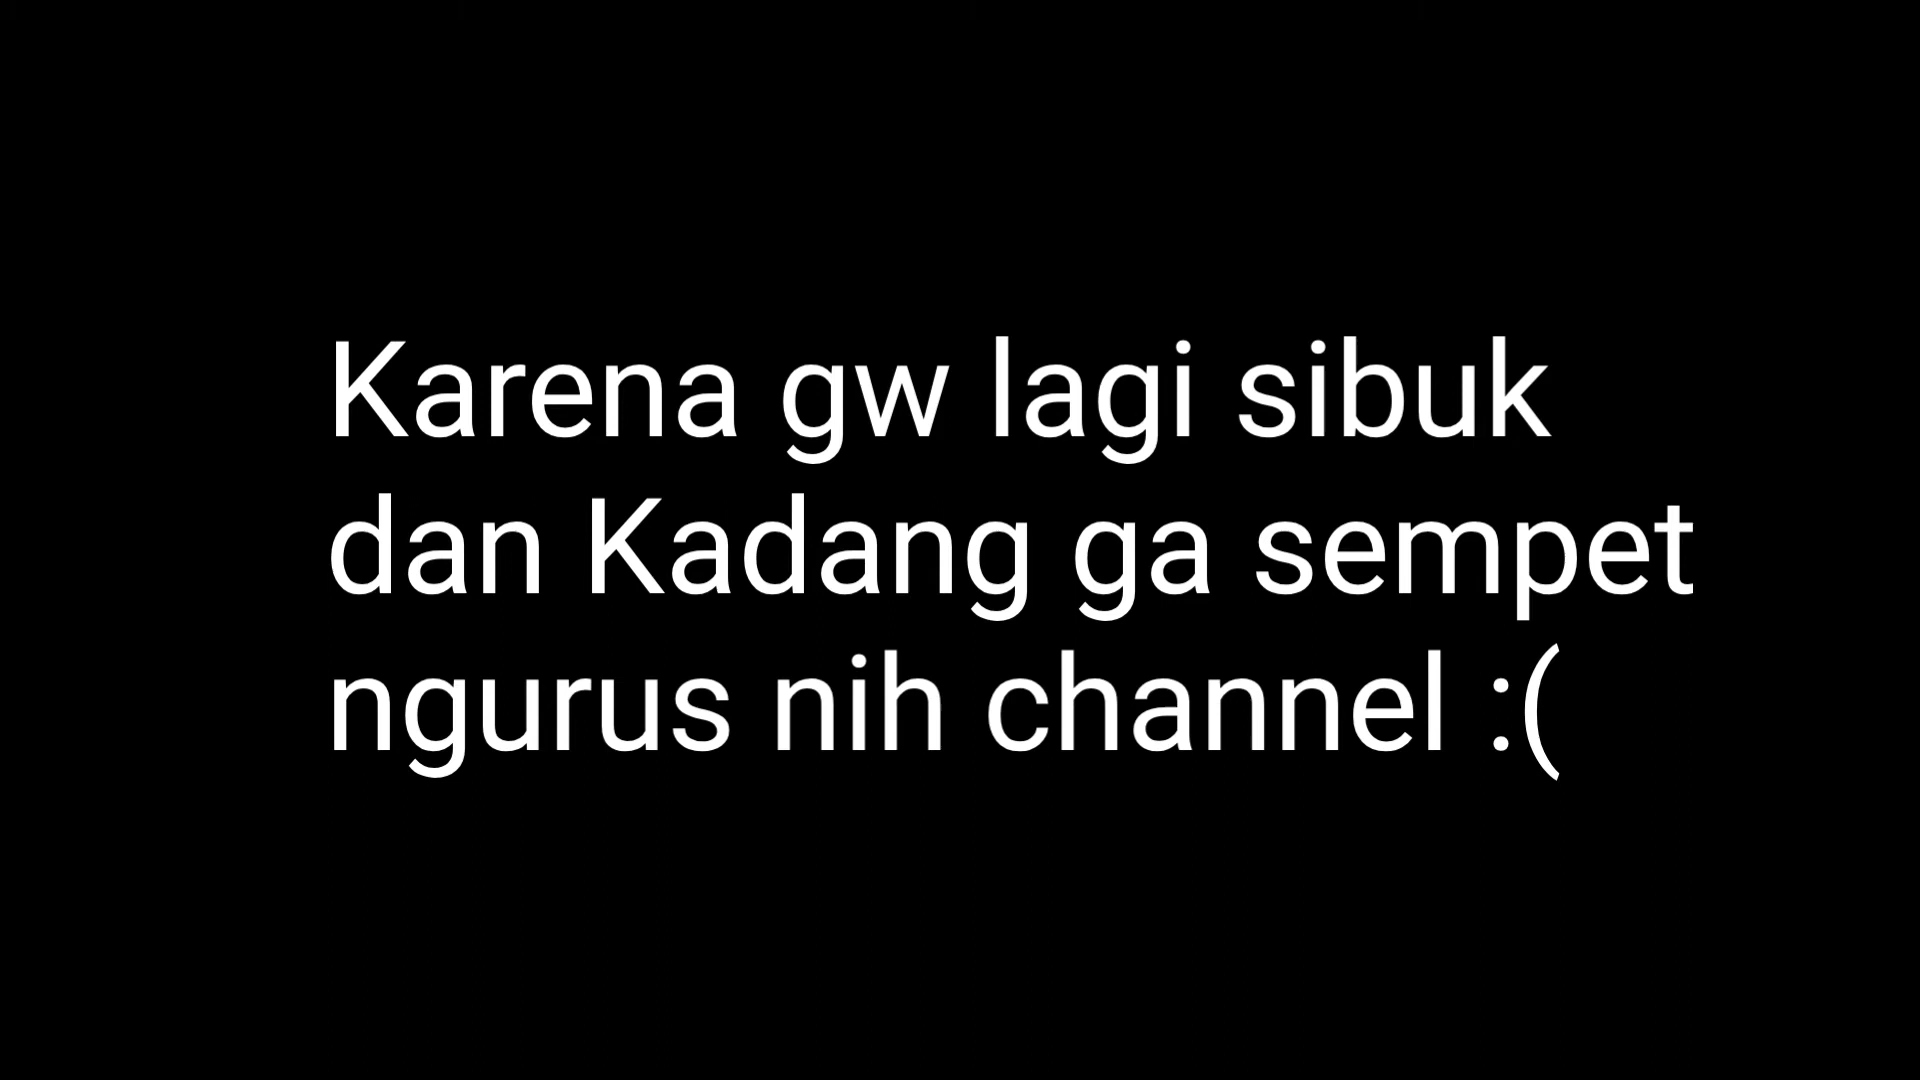 Karena gw lagi sibuk
dan Kadang ga sempet
ngurus nih channel :(